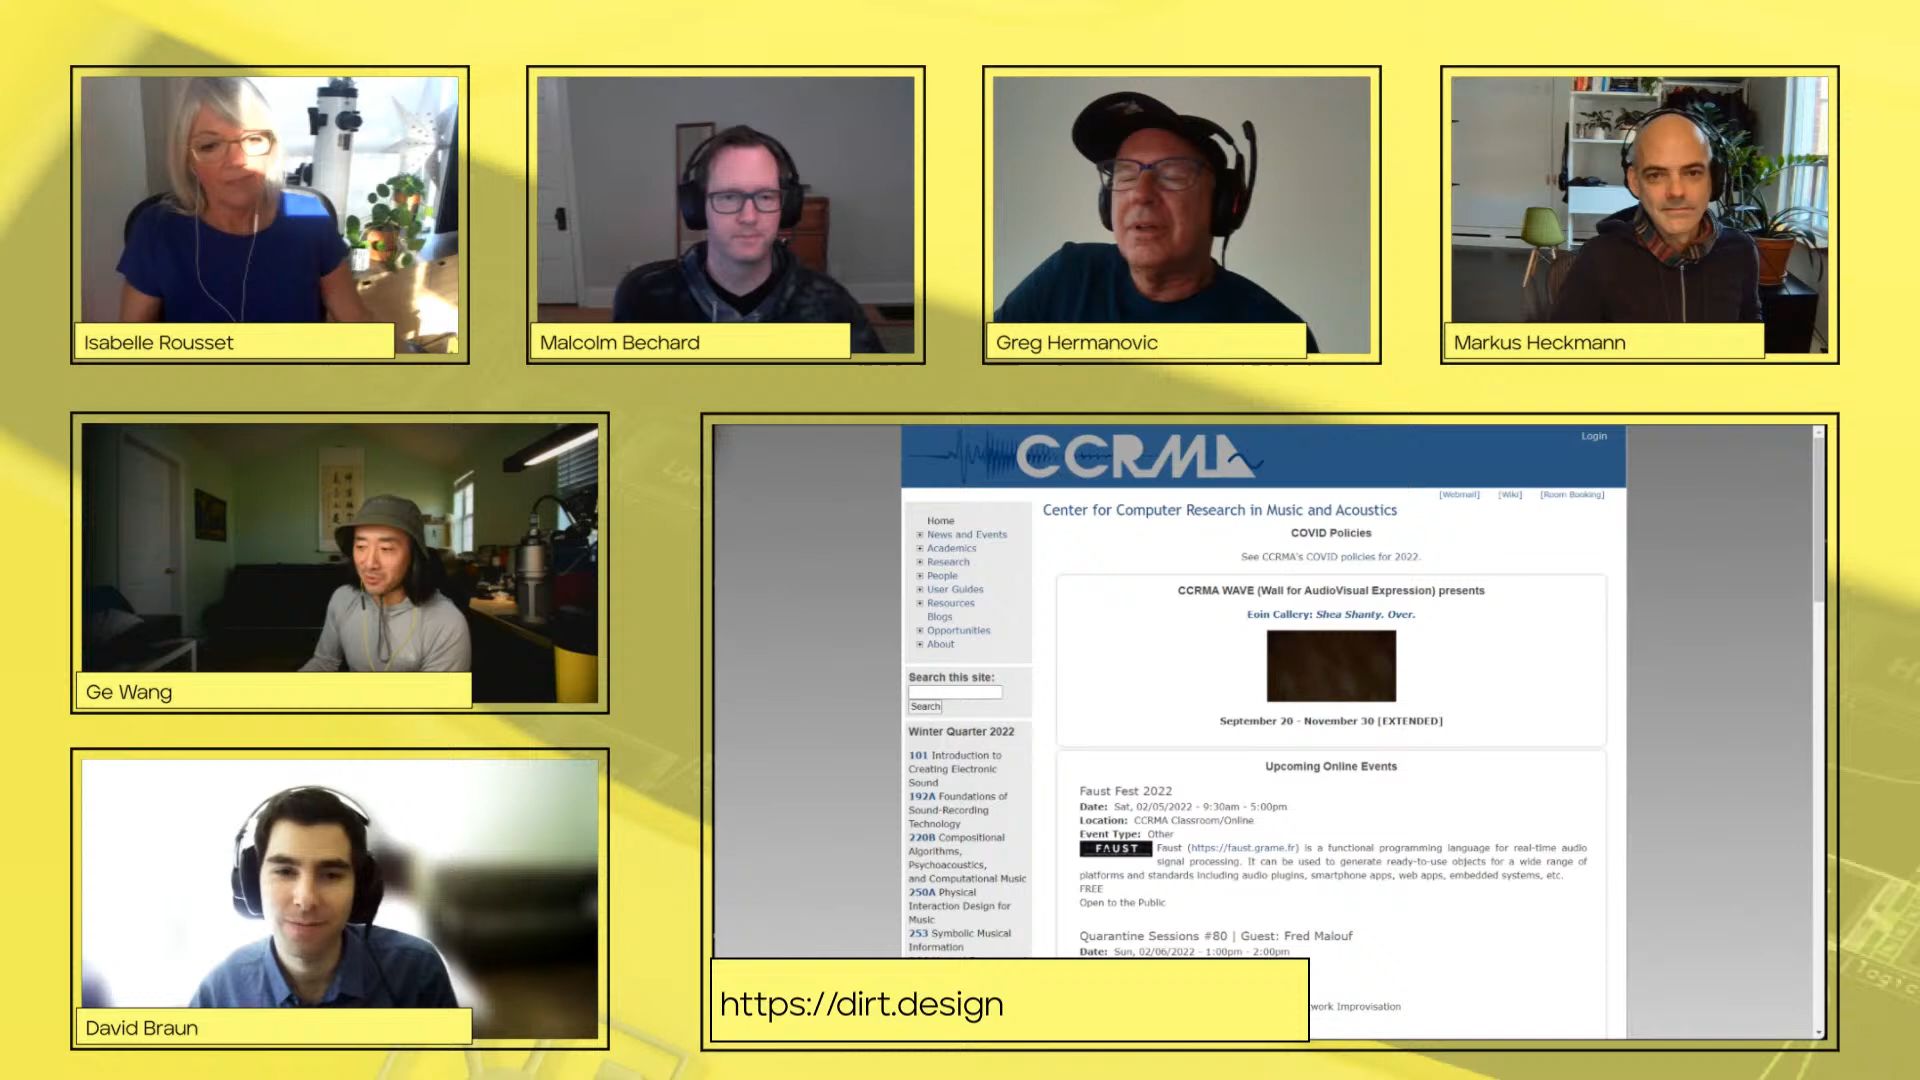 Isabelle Rousset
Malcolm Bechard
Greg Hermanovic
Markus Heckmann
Ge Wang
David Braun
CCRMA
Login
[Webmail] [Wiki] [Room Booking]
Home
News and Events
Academics
Research
People
User Guides
Resources
Blogs
Opportunities
About
Search this site:
Search
Winter Quarter 2022
101 Introduction to
Creating Electronic
Sound
192A Foundations of
Sound-Recording
Technology
220B Compositional
Algorithms,
Psychoacoustics,
and Computational Music
250A Physical
Interaction Design for
Music
253 Symbolic Musical
Information
Center for Computer Research in Music and Acoustics
COVID Policies
See CCRMA's COVID policies for 2022.
CCRMA WAVE (Wall for AudioVisual Expression) presents
Eoin Callery: Shea Shanty. Over.
September 20 - November 30 [EXTENDED]
Upcoming Online Events
Faust Fest 2022
Date: Sat, 02/05/2022 - 9:30am - 5:00pm
Location: CCRMA Classroom/Online
Event Type: Other
FAUST Faust (https://faust.grame.fr) is a functional programming language for real-time audio
signal processing. It can be used to generate ready-to-use objects for a wide range of
platforms and standards including audio plugins, smartphone apps, web apps, embedded systems, etc.
FREE
Open to the Public
Quarantine Sessions #80 | Guest: Fred Malouf
Date: Sun, 02/06/2022 - 1:00pm - 2:00pm
work Improvisation
https://dirt.design